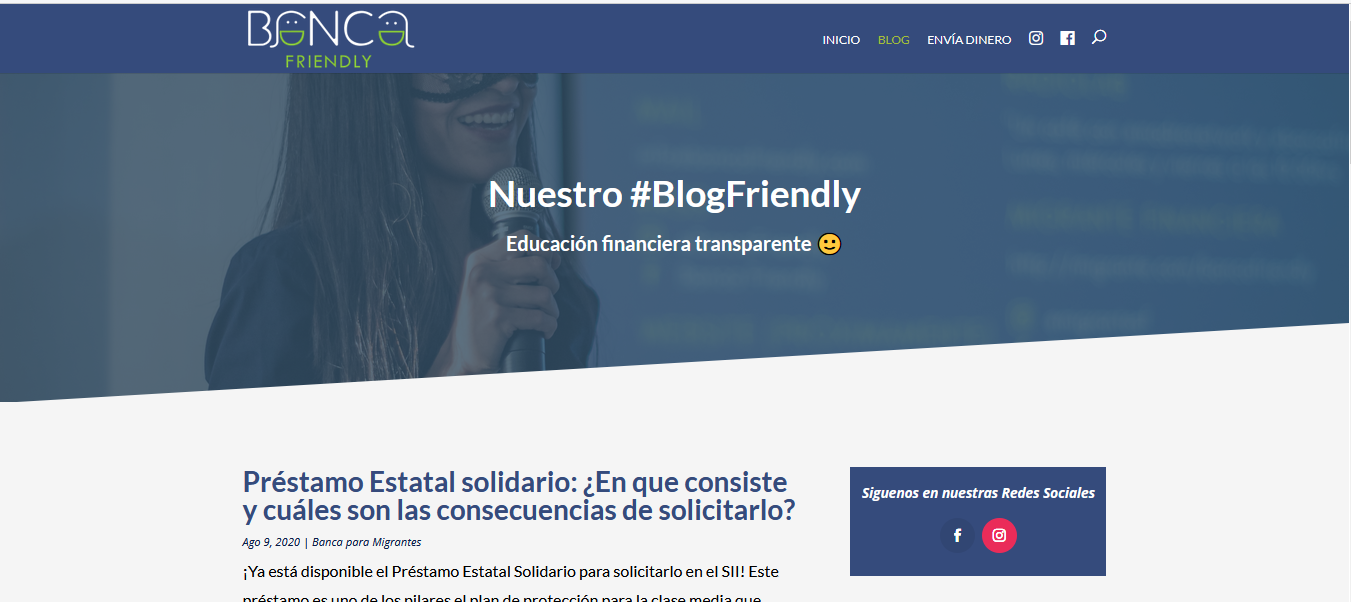 BANCA
FRIENDLY
INICIO BLOG ENVÍA DINERO
Nuestro #BlogFriendly
Educación financiera transparente
Préstamo Estatal solidario: ¿En que consiste
y cuáles son las consecuencias de solicitarlo?
Ago 9, 2020 | Banca para Migrantes
¡Ya está disponible el Préstamo Estatal Solidario para solicitarlo en el SII! Este
préstamo es uno de los pilares el plan de protección para la clase media que
Siguenos en nuestras Redes Sociales